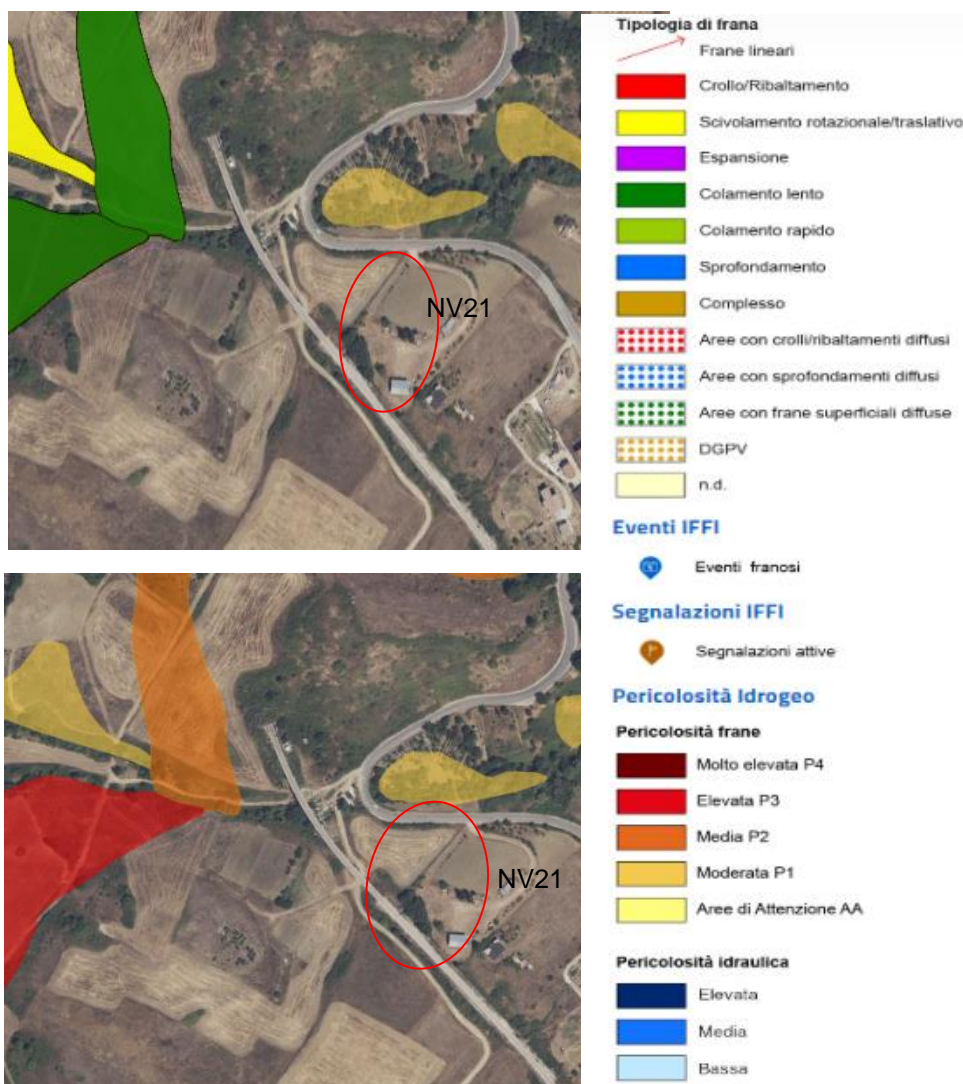 NV21
NV21
Tipologia di frana
Frane lineari
Crollo/Ribaltamento
Scivolamento rotazionale/traslativo
Espansione
Colamento lento
Colamento rapido
Sprofondamento
Complesso
Aree con crolli/ribaltamenti diffusi
Aree con sprofondamenti diffusi
Aree con frane superficiali diffuse
DGPV
n.d.
Eventi IFFI
Eventi franosi
Segnalazioni IFFI
Segnalazioni attive
Pericolosità Idrogeo
Pericolosità frane
Molto elevata P4
Elevata P3
Media P2
Moderata P1
Aree di Attenzione AA
Pericolosità idraulica
Elevata
Media
Bassa